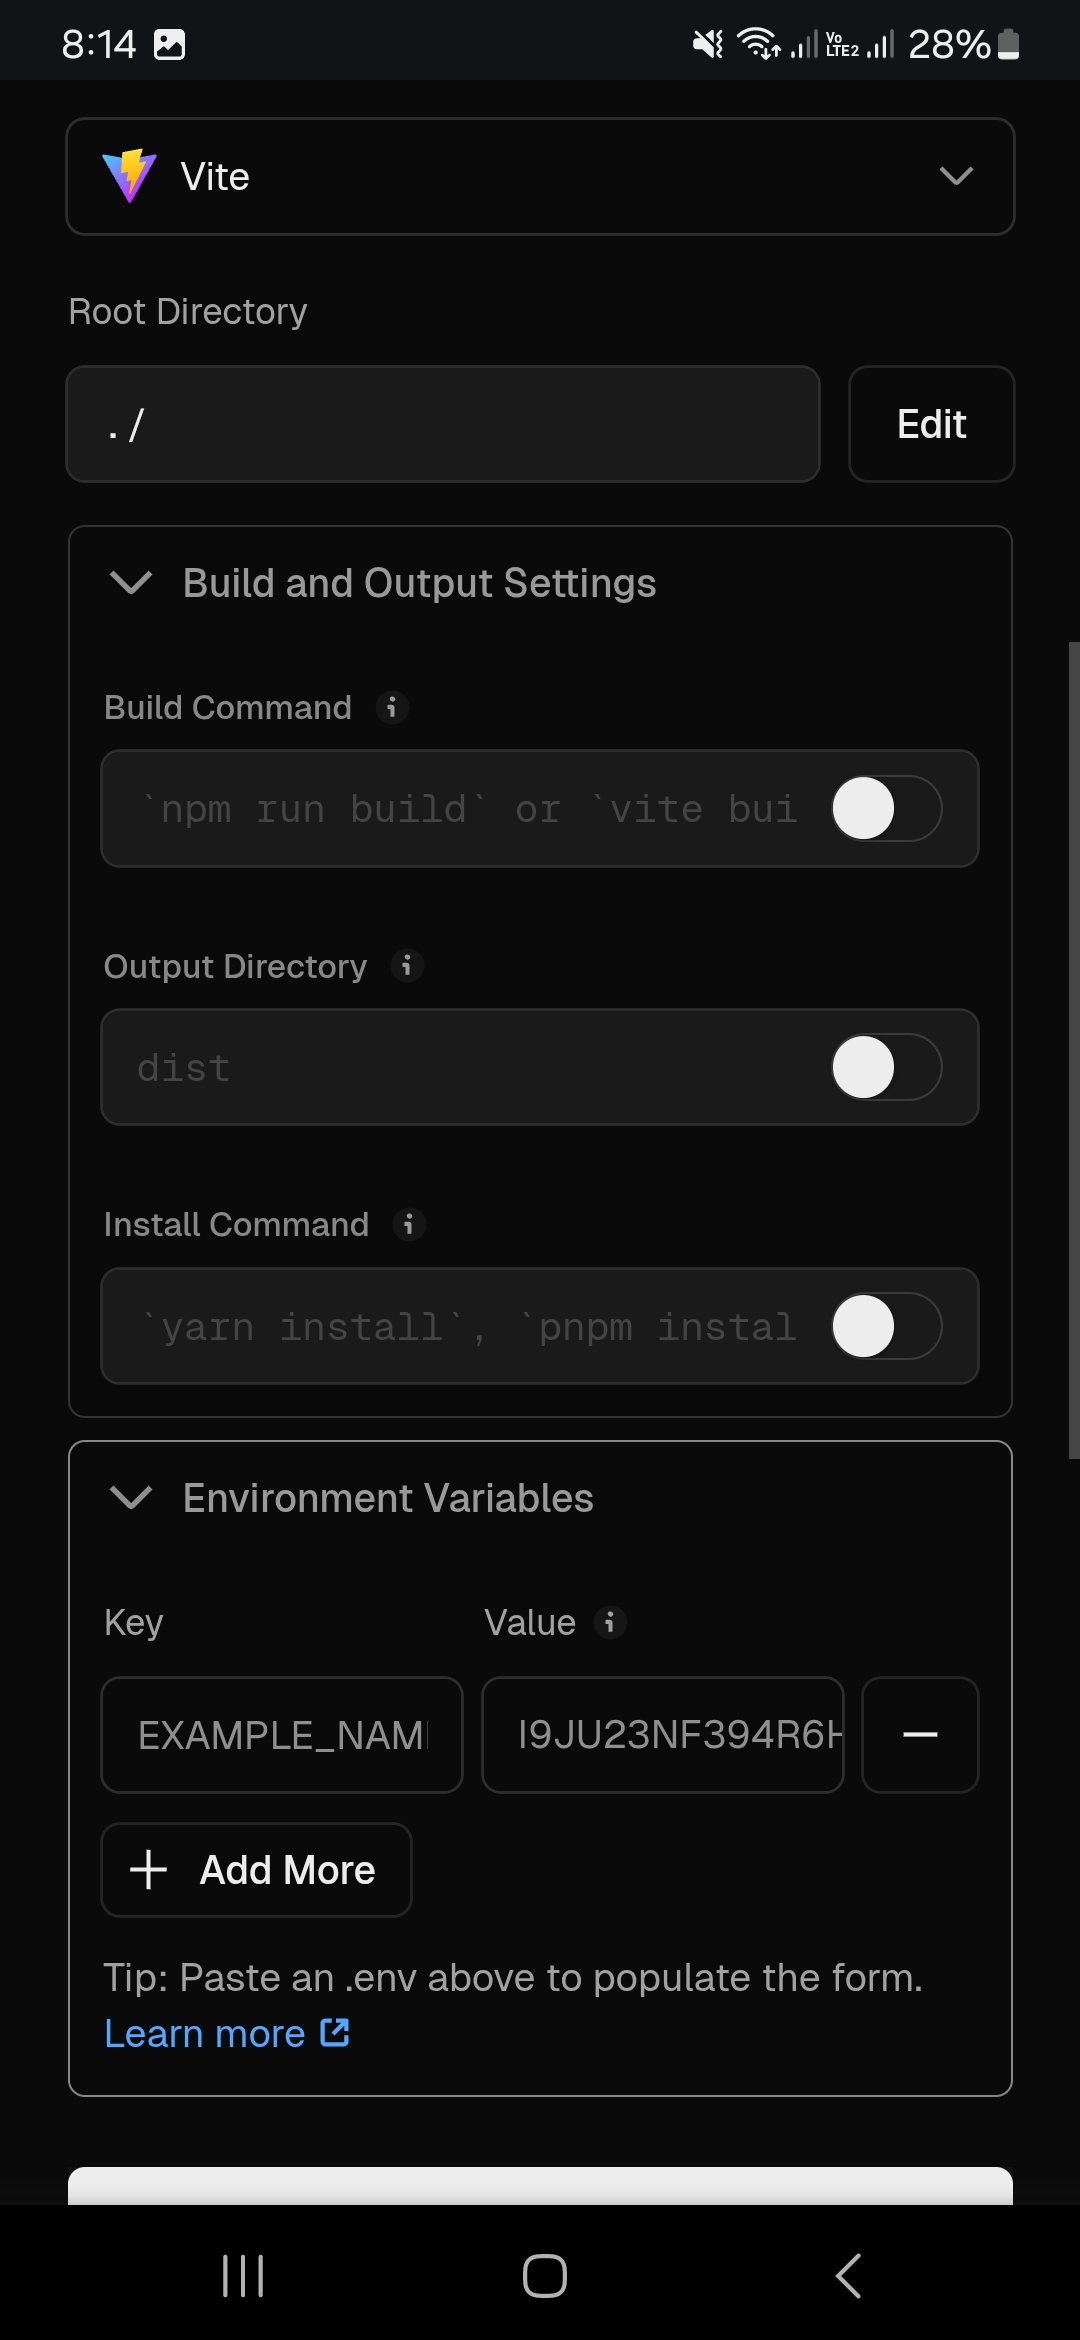 8:14 Vo LTE2 28%
Vite
Root Directory
./
Edit
Build and Output Settings
Build Command
`npm run build` or `vite bui
Output Directory
dist
Install Command
`yarn install`, `pnpm instal
Environment Variables
Key Value
EXAMPLE_NAM I9JU23NF394R6H
Add More
Tip: Paste an .env above to populate the form.
Learn more